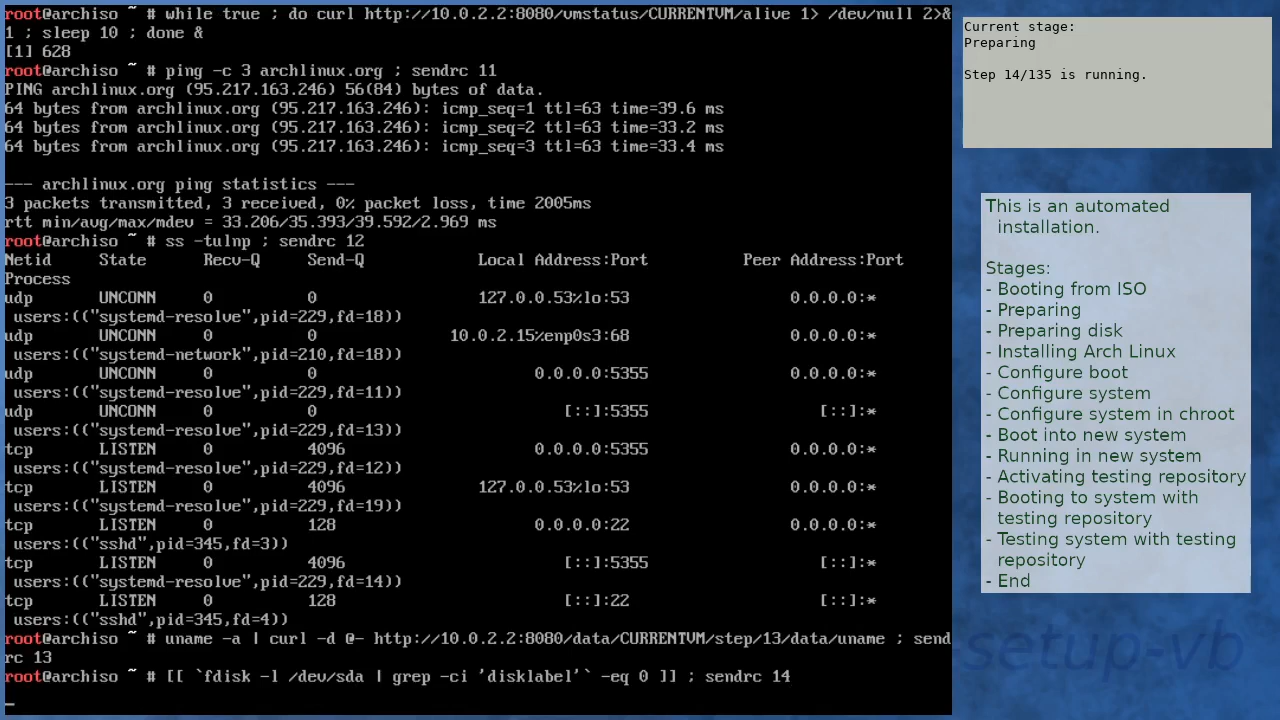 root@archiso ~ # while true ; do curl http://10.0.2.2:8080/vmstatus/CURRENTVM/alive 1> /dev/null 2>&
1 ; sleep 10 ; done &
[1] 628
root@archiso ~ # ping -c 3 archlinux.org ; sendrc 11
PING archlinux.org (95.217.163.246) 56(84) bytes of data.
64 bytes from archlinux.org (95.217.163.246): icmp_seq=1 ttl=63 time=39.6 ms
64 bytes from archlinux.org (95.217.163.246): icmp_seq=2 ttl=63 time=33.2 ms
64 bytes from archlinux.org (95.217.163.246): icmp_seq=3 ttl=63 time=33.4 ms
--- archlinux.org ping statistics ---
3 packets transmitted, 3 received, 0% packet loss, time 2005ms
rtt min/avg/max/mdev = 33.206/35.393/39.592/2.969 ms
root@archiso ~ # ss -tulnp ; sendrc 12
Netid State Recv-Q Send-Q Local Address:Port Peer Address:Port
Process
udp UNCONN 0 0 127.0.0.53%lo:53 0.0.0.0:*
users:(("systemd-resolve",pid=229,fd=18))
udp UNCONN 0 0 10.0.2.15%enp0s3:68 0.0.0.0:*
users:(("systemd-network",pid=210,fd=18))
udp UNCONN 0 0 0.0.0.0:5355 0.0.0.0:*
users:(("systemd-resolve",pid=229,fd=11))
udp UNCONN 0 0 [::]:5355 [::]:*
users:(("systemd-resolve",pid=229,fd=13))
tcp LISTEN 0 4096 0.0.0.0:5355 0.0.0.0:*
users:(("systemd-resolve",pid=229,fd=12))
tcp LISTEN 0 4096 127.0.0.53%lo:53 0.0.0.0:*
users:(("systemd-resolve",pid=229,fd=19))
tcp LISTEN 0 128 0.0.0.0:22 0.0.0.0:*
users:(("sshd",pid=345,fd=3))
tcp LISTEN 0 4096 [::]:5355 [::]:*
users:(("systemd-resolve",pid=229,fd=14))
tcp LISTEN 0 128 [::]:22 [::]:*
users:(("sshd",pid=345,fd=4))
root@archiso ~ # uname -a | curl -d @- http://10.0.2.2:8080/data/CURRENTVM/step/13/data/uname ; send
rc 13
root@archiso ~ # [[ `fdisk -l /dev/sda | grep -ci 'disklabel'` -eq 0 ]] ; sendrc 14
_
Current stage:
Preparing
Step 14/135 is running.
This is an automated
installation.
Stages:
- Booting from ISO
- Preparing
- Preparing disk
- Installing Arch Linux
- Configure boot
- Configure system
- Configure system in chroot
- Boot into new system
- Running in new system
- Activating testing repository
- Booting to system with
testing repository
- Testing system with testing
repository
- End
-setup-vb